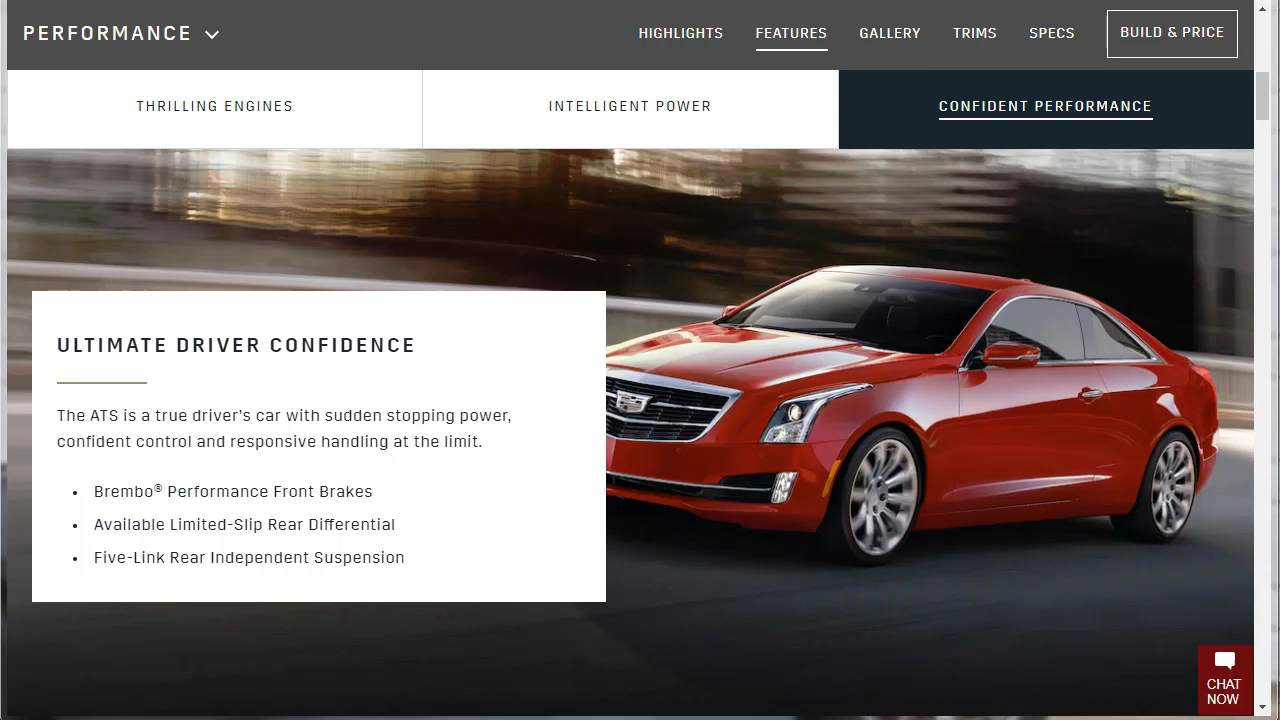 PERFORMANCE
HIGHLIGHTS
FEATURES
GALLERY
TRIMS
SPECS
BUILD & PRICE
THRILLING ENGINES
INTELLIGENT POWER
CONFIDENT PERFORMANCE
ULTIMATE DRIVER CONFIDENCE
The ATS is a true driver's car with sudden stopping power,
confident control and responsive handling at the limit.
• Brembo® Performance Front Brakes
• Available Limited-Slip Rear Differential
• Five-Link Rear Independent Suspension
CHAT
NOW